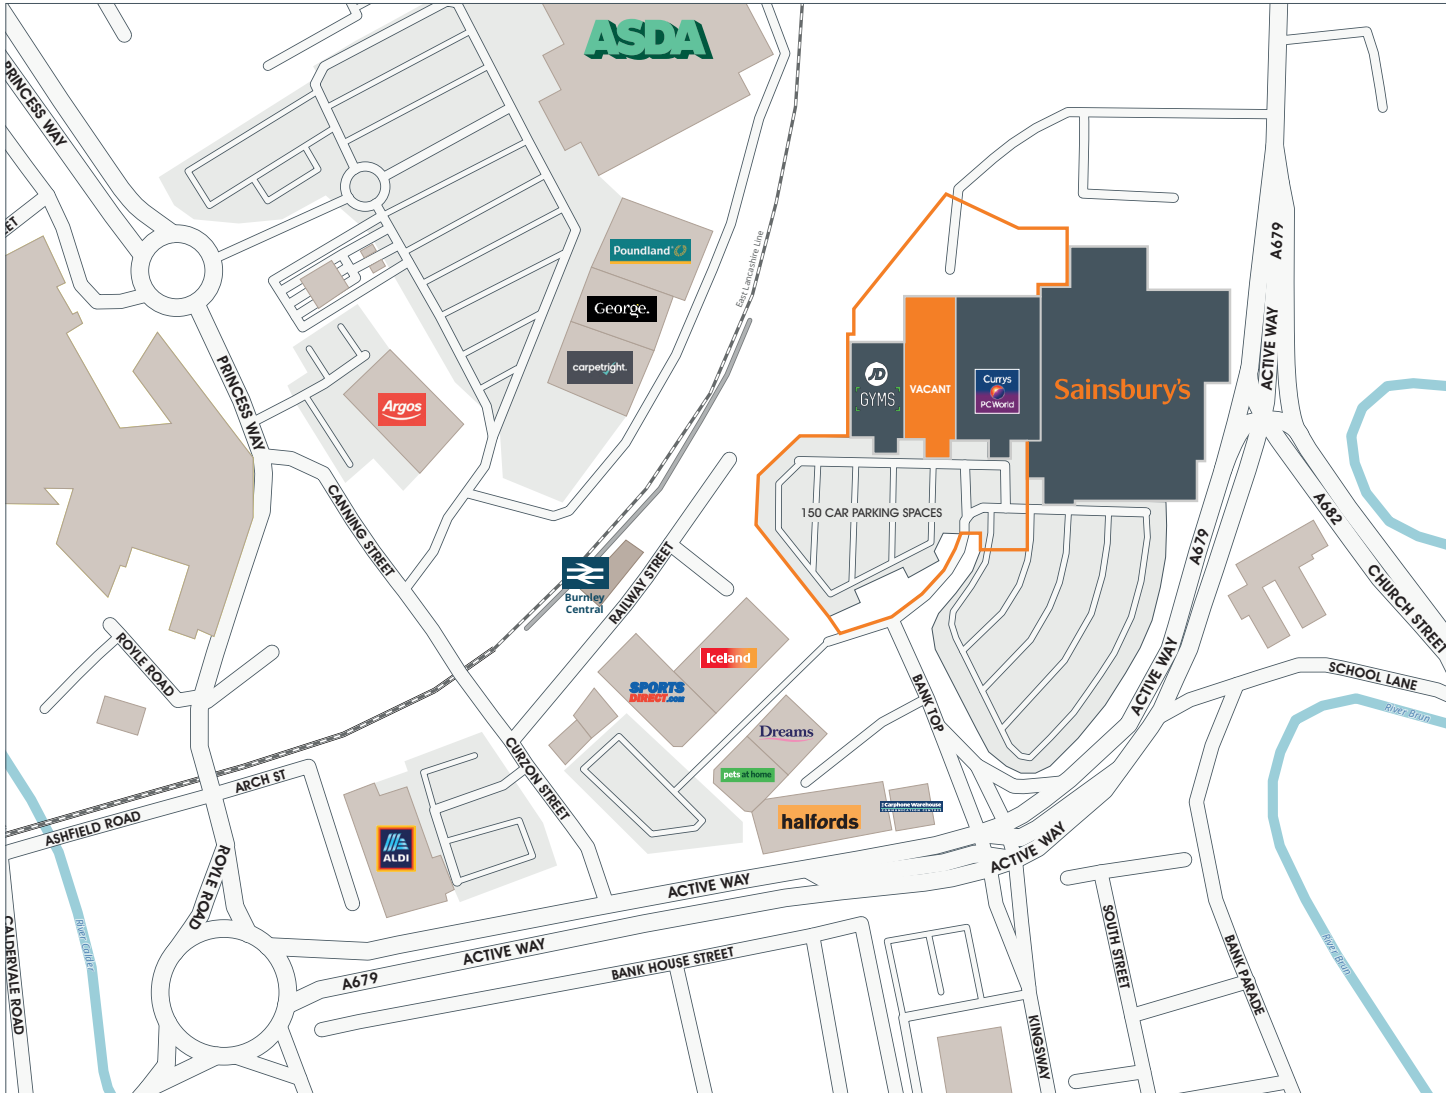 ASDA
PRINCESS WAY
A679
Poundland
East Lancashire Line
George.
ACTIVE WAY
carpetright.
JD
GYMS
VACANT
Currys
PC World
Sainsbury's
PRINCESS WAY
Argos
CANNING STREET
150 CAR PARKING SPACES
A682
A679
CHURCH STREET
Burnley
Central
RAILWAY STREET
ROYLE ROAD
Iceland
SPORTS
DIRECT.COM
ACTIVE WAY
SCHOOL LANE
River Brun
BANK TOP
Dreams
CURZON STREET
pets at home
ARCH ST
ASHFIELD ROAD
halfords
Carphone Warehouse
ALDI
ACTIVE WAY
ROYLE ROAD
ACTIVE WAY
CALDERVALE ROAD
River Calder
ACTIVE WAY
A679
BANK HOUSE STREET
SOUTH STREET
BANK PARADE
River Brun
KINGSWAY